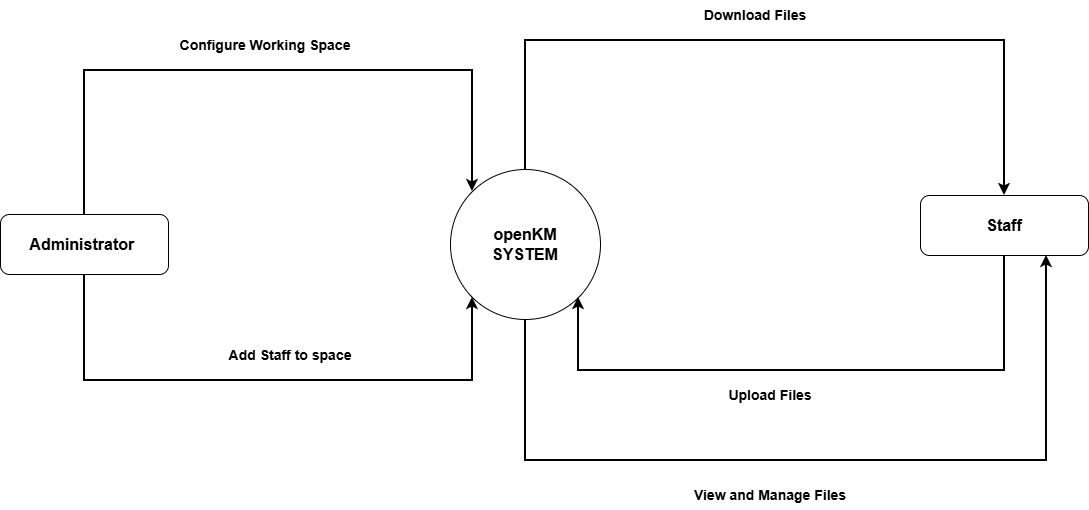 Download Files
Configure Working Space
Administrator
openKM
SYSTEM
Staff
Add Staff to space
Upload Files
View and Manage Files